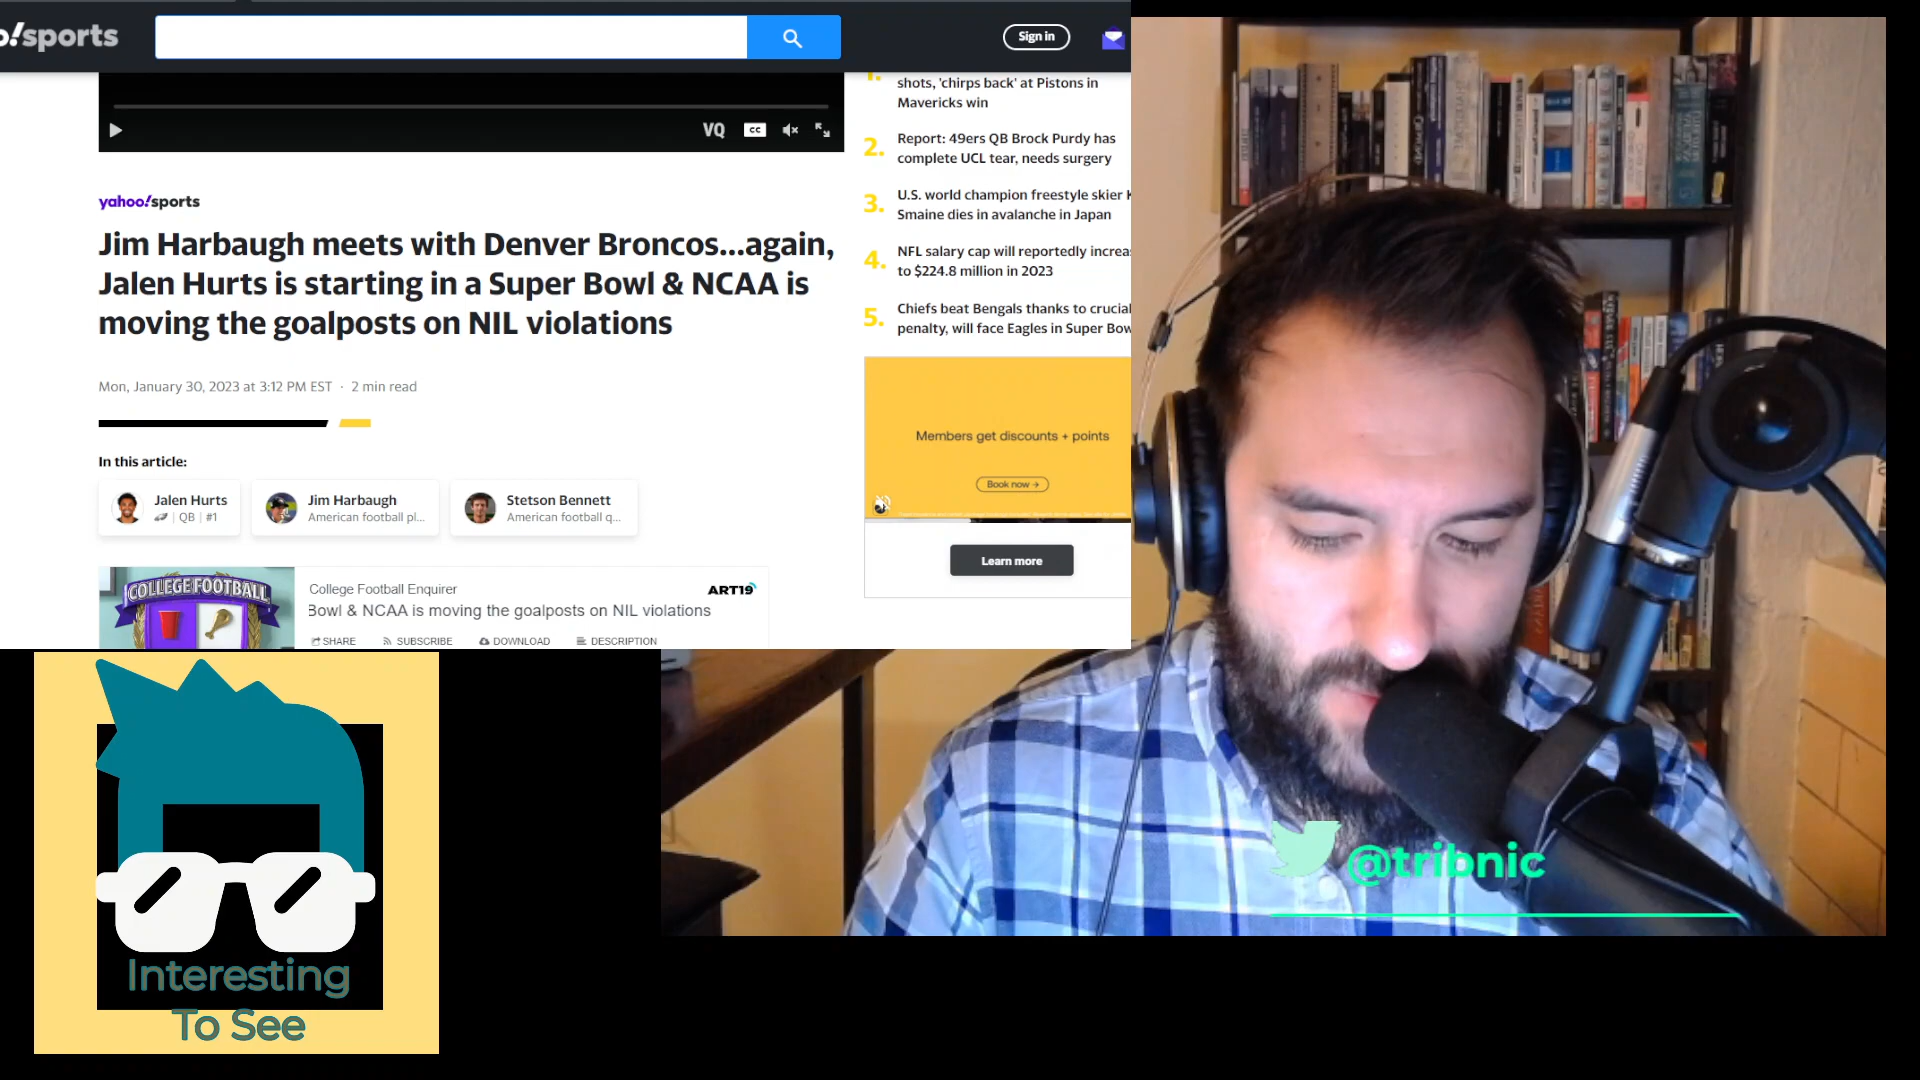 o!sports
Sign in
VQ CC
yahoo!sports
Jim Harbaugh meets with Denver Broncos...again,
Jalen Hurts is starting in a Super Bowl & NCAA is
moving the goalposts on NIL violations
Mon, January 30, 2023 at 3:12 PM EST · 2 min read
In this article:
Jalen Hurts
| QB | #1
Jim Harbaugh
American football pl...
Stetson Bennett
American football q...
COLLEGE FOOTBALL
College Football Enquirer
ART19
Bowl & NCAA is moving the goalposts on NIL violations
SHARE SUBSCRIBE DOWNLOAD DESCRIPTION
1.
shots, 'chirps back' at Pistons in
Mavericks win
2. Report: 49ers QB Brock Purdy has
complete UCL tear, needs surgery
3. U.S. world champion freestyle skier K
Smaine dies in avalanche in Japan
4. NFL salary cap will reportedly increa
to $224.8 million in 2023
5. Chiefs beat Bengals thanks to crucial
penalty, will face Eagles in Super Bow
Members get discounts + points
Book now →
Learn more
@tribnic
Interesting
To See